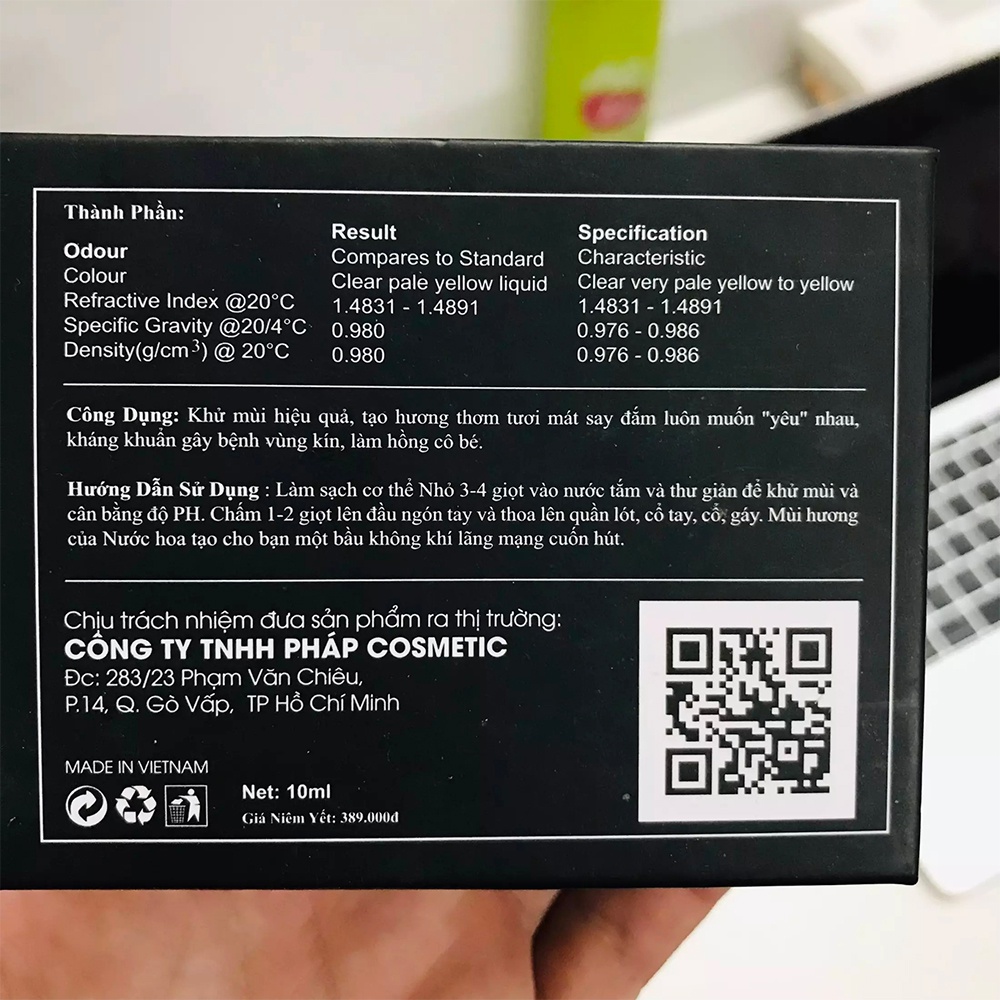 Thành Phần:
Odour Result Specification
Colour Compares to Standard Characteristic
Refractive Index @20°C Clear pale yellow liquid Clear very pale yellow to yellow
Specific Gravity @20/4°C 1.4831 - 1.4891 1.4831 - 1.4891
Density(g/cm³) @ 20°C 0.980 0.976 - 0.986
0.980 0.976 - 0.986
Công Dụng: Khử mùi hiệu quả, tạo hương thơm tươi mát say đắm luôn muốn "yêu" nhau,
kháng khuẩn gây bệnh vùng kín, làm hồng cô bé.
Hướng Dẫn Sử Dụng : Làm sạch cơ thể Nhỏ 3-4 giọt vào nước tắm và thư giản để khử mùi và
cân bằng độ PH. Chấm 1-2 giọt lên đầu ngón tay và thoa lên quần lót, cổ tay, cổ, gáy. Mùi hương
của Nước hoa tạo cho bạn một bầu không khí lãng mạng cuốn hút.
Chịu trách nhiệm đưa sản phẩm ra thị trường:
CÔNG TY TNHH PHÁP COSMETIC
Đc: 283/23 Phạm Văn Chiêu,
P.14, Q. Gò Vấp, TP Hồ Chí Minh
MADE IN VIETNAM
Net: 10ml
Giá Niêm Yết: 389.000đ